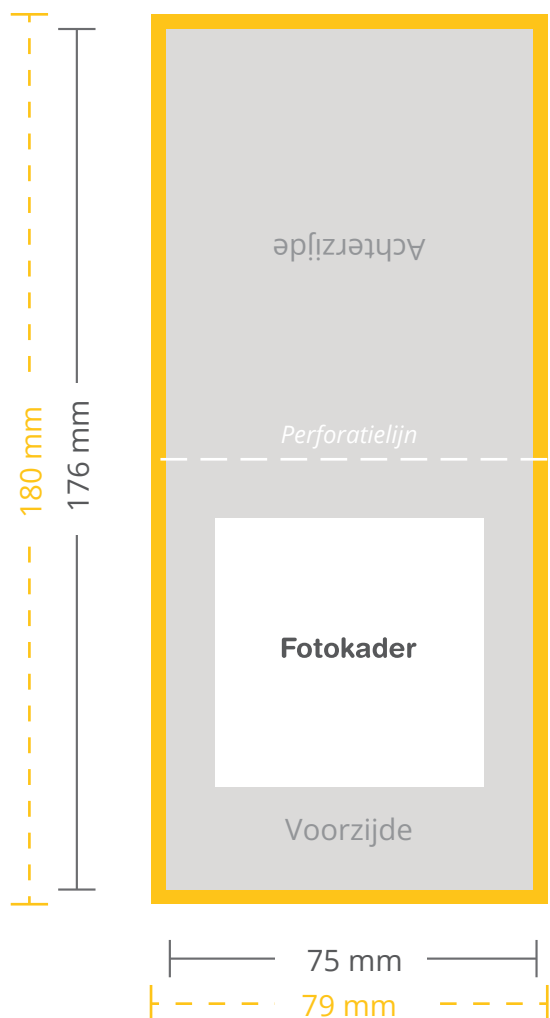 Achterzijde
Perforatielijn
180 mm
176 mm
Fotokader
Voorzijde
75 mm
79 mm